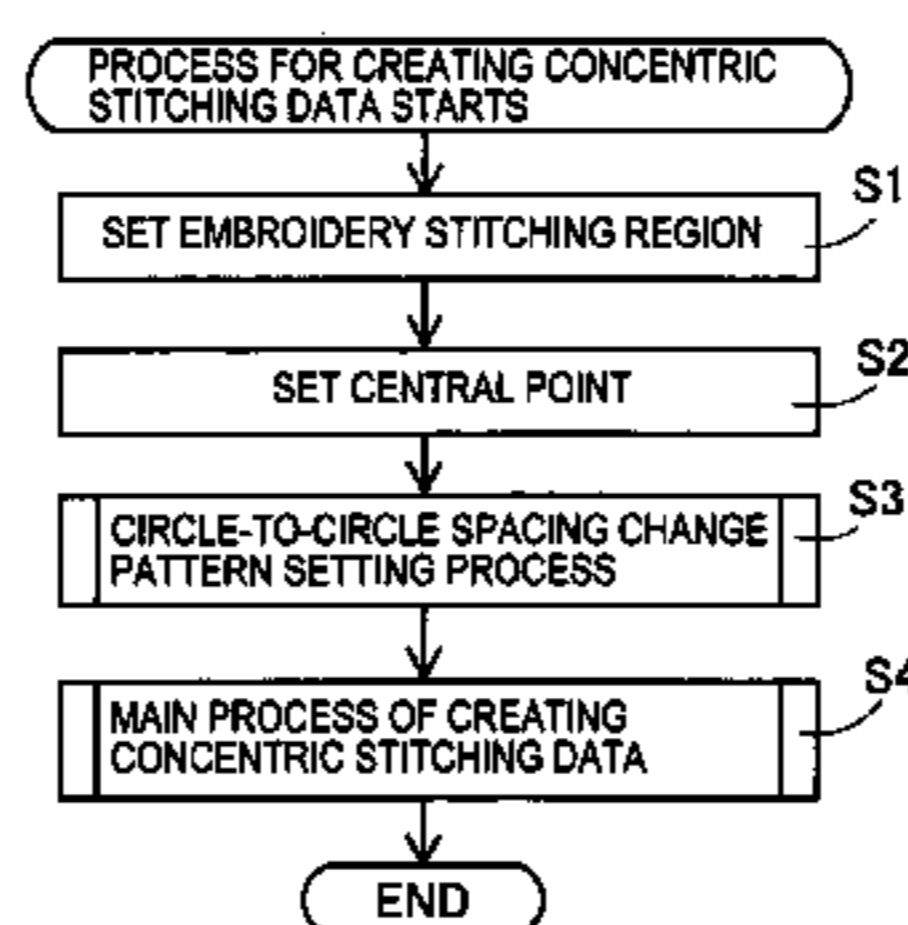 PROCESS FOR CREATING CONCENTRIC
STITCHING DATA STARTS
S1
SET EMBROIDERY STITCHING REGION
S2
SET CENTRAL POINT
S3
CIRCLE-TO-CIRCLE SPACING CHANGE
PATTERN SETTING PROCESS
S4
MAIN PROCESS OF CREATING
CONCENTRIC STITCHING DATA
END